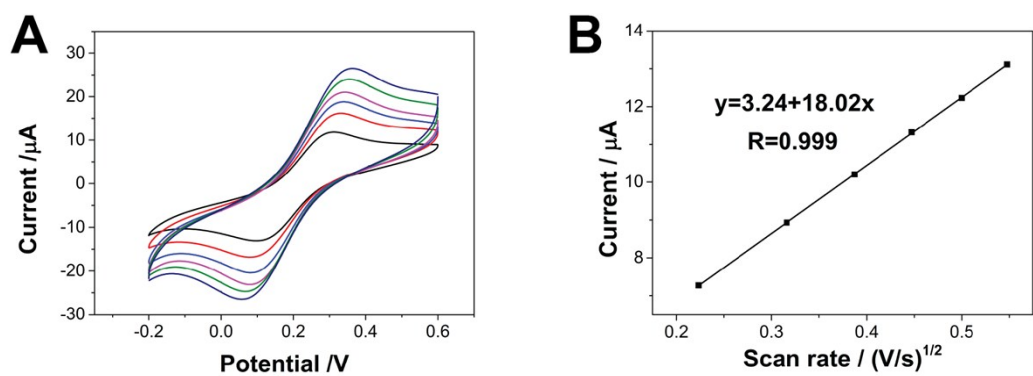 A
30
20
10
0
-10
-20
-30
Current /μA
-0.2
0.0
0.2
0.4
0.6
Potential /V
B
14
12
10
8
Current / μA
y=3.24+18.02x
R=0.999
0.2
0.3
0.4
0.5
Scan rate / (V/s)1/2